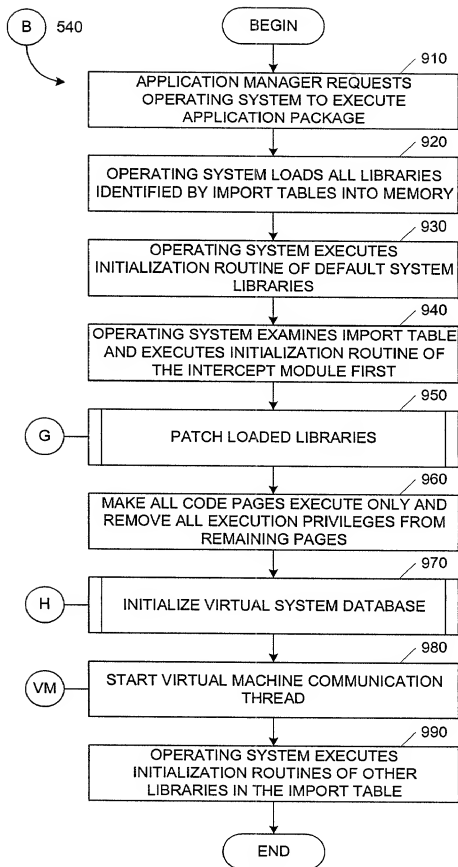 B 540
BEGIN
910
APPLICATION MANAGER REQUESTS
OPERATING SYSTEM TO EXECUTE
APPLICATION PACKAGE
920
OPERATING SYSTEM LOADS ALL LIBRARIES
IDENTIFIED BY IMPORT TABLES INTO MEMORY
930
OPERATING SYSTEM EXECUTES
INITIALIZATION ROUTINE OF DEFAULT SYSTEM
LIBRARIES
940
OPERATING SYSTEM EXAMINES IMPORT TABLE
AND EXECUTES INITIALIZATION ROUTINE OF
THE INTERCEPT MODULE FIRST
950
G
PATCH LOADED LIBRARIES
960
MAKE ALL CODE PAGES EXECUTE ONLY AND
REMOVE ALL EXECUTION PRIVILEGES FROM
REMAINING PAGES
970
H
INITIALIZE VIRTUAL SYSTEM DATABASE
980
VM
START VIRTUAL MACHINE COMMUNICATION
THREAD
990
OPERATING SYSTEM EXECUTES
INITIALIZATION ROUTINES OF OTHER
LIBRARIES IN THE IMPORT TABLE
END